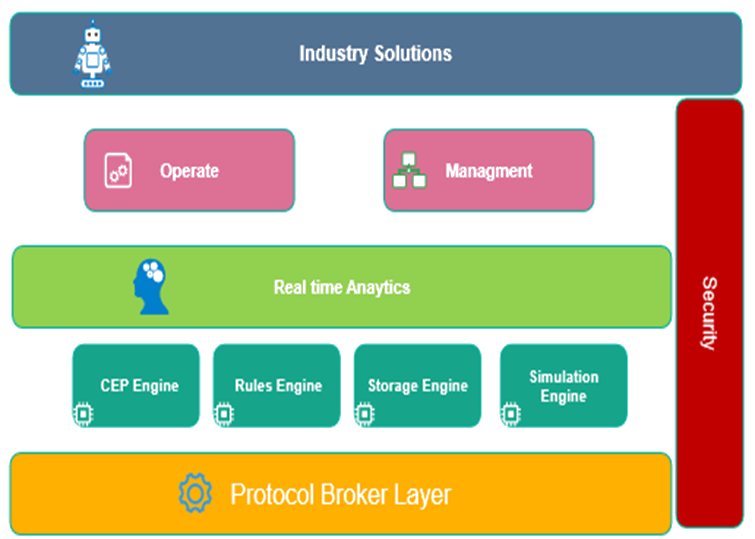 Industry Solutions
Operate
Managment
Real time Anaytics
Security
CEP Engine
Rules Engine
Storage Engine
Simulation
Engine
Protocol Broker Layer